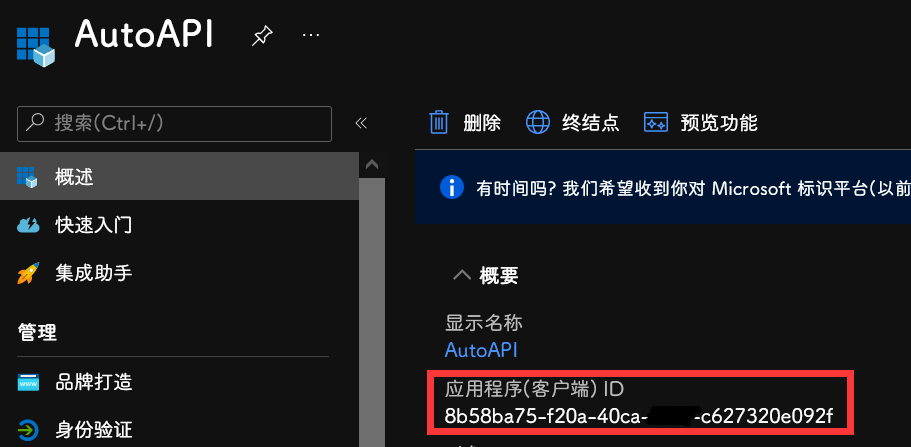 AutoAPI
搜索(Ctrl+/)
«
删除
终结点
预览功能
概述
有时间吗? 我们希望收到你对 Microsoft 标识平台(以前
快速入门
集成助手
概要
管理
显示名称
AutoAPI
品牌打造
应用程序(客户端) ID
8b58ba75-f20a-40ca- -c627320e092f
身份验证